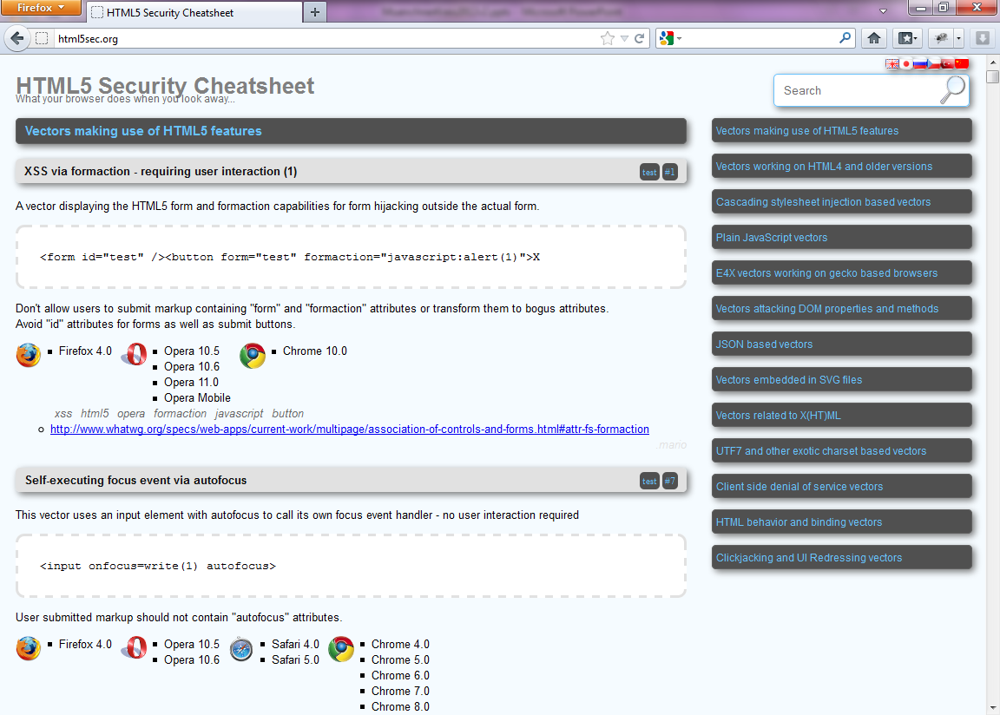 Firefox
HTML5 Security Cheatsheet
html5sec.org
HTML5 Security Cheatsheet
What your browser does when you look away...
Search
Vectors making use of HTML5 features
XSS via formaction - requiring user interaction (1)
test #1
A vector displaying the HTML5 form and formaction capabilities for form hijacking outside the actual form.
<form id="test" /><button form="test" formaction="javascript:alert(1)">X
Don't allow users to submit markup containing "form" and "formaction" attributes or transform them to bogus attributes.
Avoid "id" attributes for forms as well as submit buttons.
Firefox 4.0
Opera 10.5
Opera 10.6
Opera 11.0
Opera Mobile
Chrome 10.0
xss html5 opera formaction javascript button
http://www.whatwg.org/specs/web-apps/current-work/multipage/association-of-controls-and-forms.html#attr-fs-formaction
.mario
Self-executing focus event via autofocus
test #7
This vector uses an input element with autofocus to call its own focus event handler - no user interaction required
<input onfocus=write(1) autofocus>
User submitted markup should not contain "autofocus" attributes.
Firefox 4.0
Opera 10.5
Opera 10.6
Safari 4.0
Safari 5.0
Chrome 4.0
Chrome 5.0
Chrome 6.0
Chrome 7.0
Chrome 8.0
Vectors making use of HTML5 features
Vectors working on HTML4 and older versions
Cascading stylesheet injection based vectors
Plain JavaScript vectors
E4X vectors working on gecko based browsers
Vectors attacking DOM properties and methods
JSON based vectors
Vectors embedded in SVG files
Vectors related to X(HT)ML
UTF7 and other exotic charset based vectors
Client side denial of service vectors
HTML behavior and binding vectors
Clickjacking and UI Redressing vectors